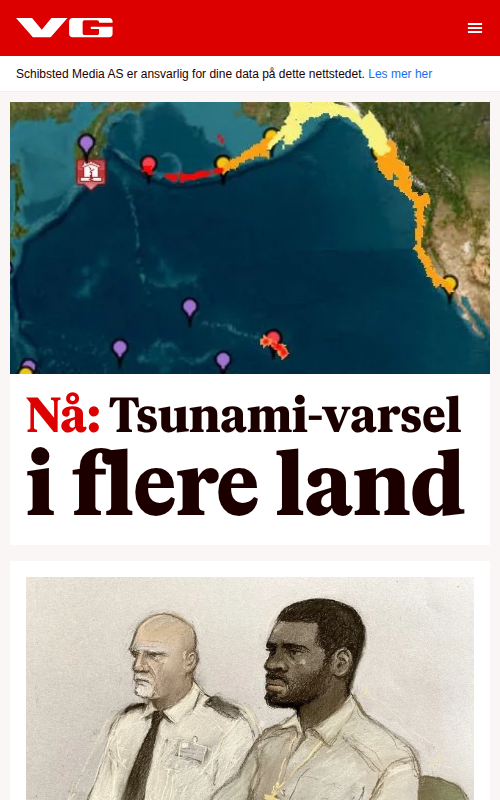 VG
Schibsted Media AS er ansvarlig for dine data på dette nettstedet. Les mer her
Nå: Tsunami-varsel
i flere land